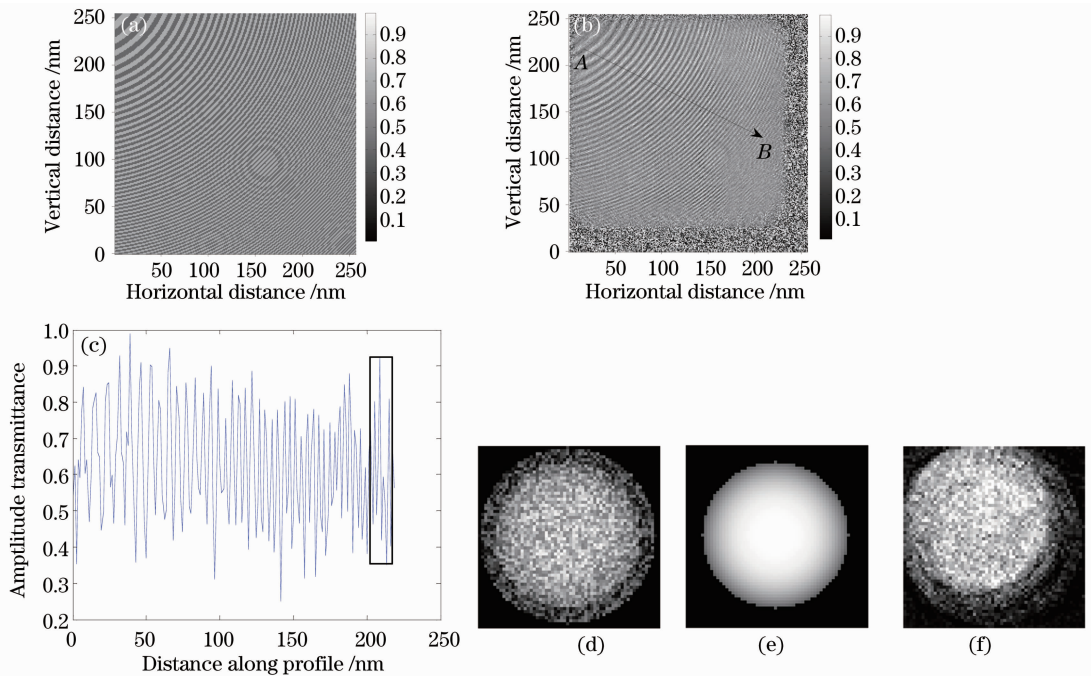 (a)
Vertical distance /nm
250
200
150
100
50
0
50 100 150 200 250
Horizontal distance /nm
0.9
0.8
0.7
0.6
0.5
0.4
0.3
0.2
0.1
(b)
A
B
Vertical distance /nm
250
200
150
100
50
0
50 100 150 200 250
Horizontal distance /nm
0.9
0.8
0.7
0.6
0.5
0.4
0.3
0.2
0.1
(c)
Amptlitude transmittance
1.0
0.9
0.8
0.7
0.6
0.5
0.4
0.3
0.2
0 50 100 150 200 250
Distance along profile /nm
(d)
(e)
(f)